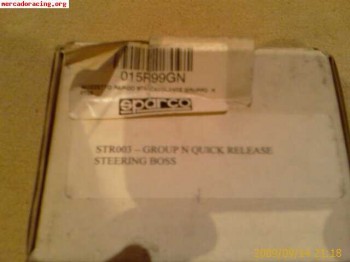 mercadoracing.org
015R99GN
sparco
STR003 - GROUP N QUICK RELEASE
STEERING BOSS